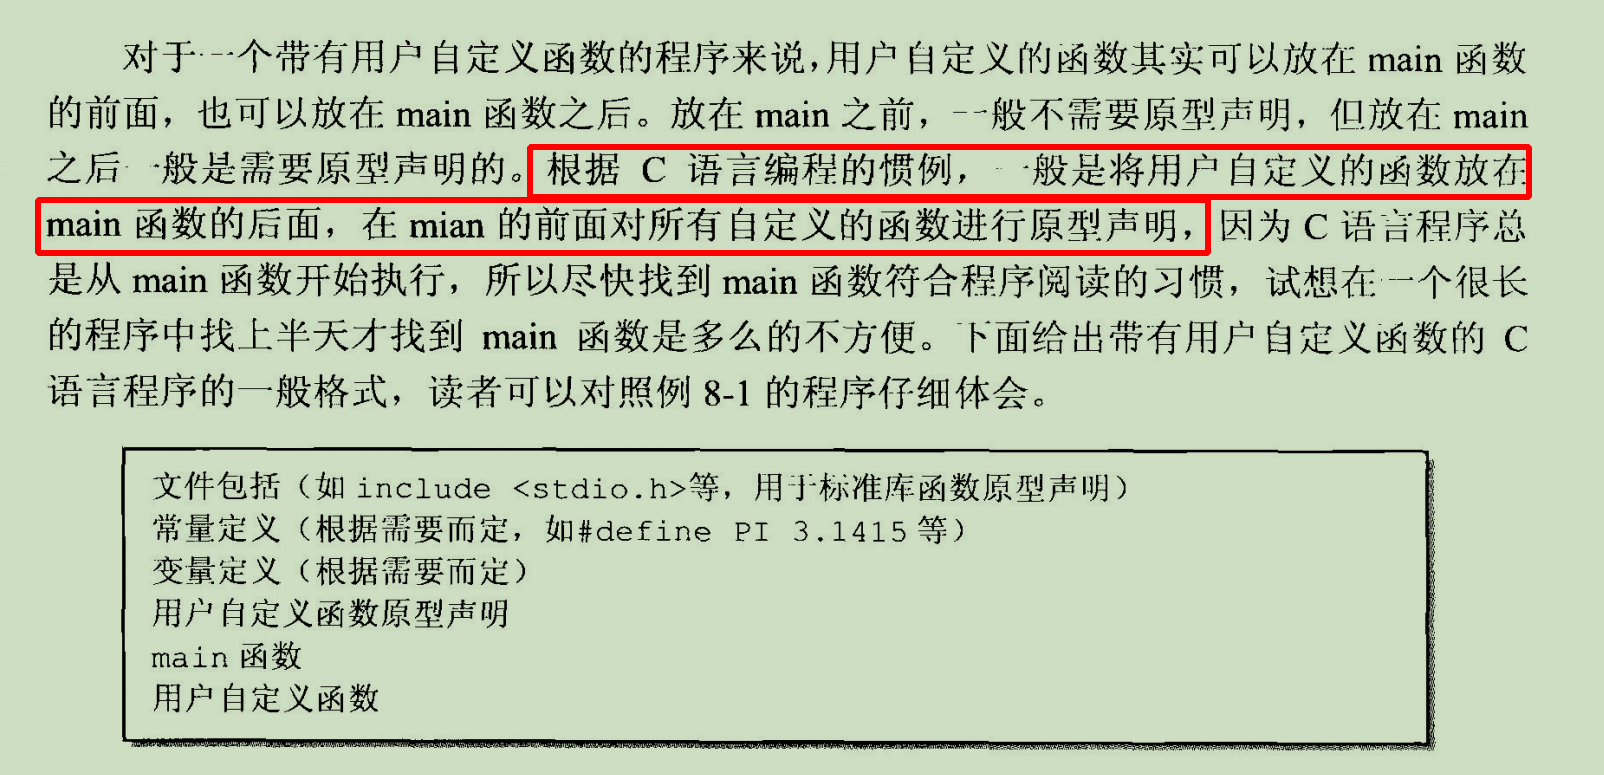 对于一个带有用户自定义函数的程序来说,用户自定义的函数其实可以放在 main 函数
的前面，也可以放在 main 函数之后。放在 main 之前，一般不需要原型声明，但放在 main
之后一般是需要原型声明的。根据 C 语言编程的惯例，一般是将用户自定义的函数放在
main 函数的后面，在 mian 的前面对所有自定义的函数进行原型声明，因为 C 语言程序总
是从 main 函数开始执行，所以尽快找到 main 函数符合程序阅读的习惯，试想在一个很长
的程序中找上半天才找到 main 函数是多么的不方便。下面给出带有用户自定义函数的 C
语言程序的一般格式，读者可以对照例 8-1 的程序仔细体会。
文件包括（如 include <stdio.h>等，用于标准库函数原型声明）
常量定义（根据需要而定，如#define PI 3.1415 等）
变量定义（根据需要而定）
用户自定义函数原型声明
main 函数
用户自定义函数